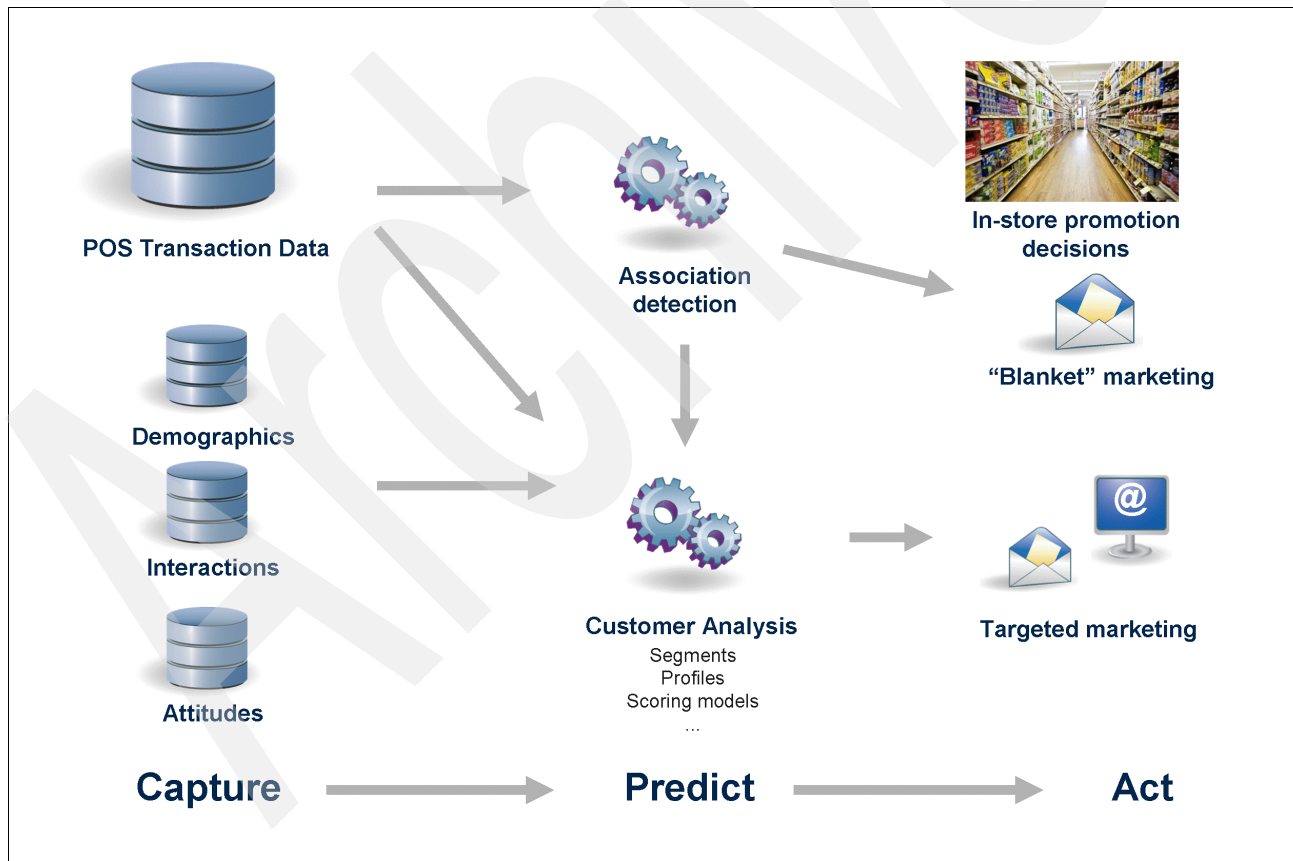 POS Transaction Data
Association
detection
In-store promotion
decisions
“Blanket” marketing
Demographics
Interactions
Attitudes
Customer Analysis
Segments
Profiles
Scoring models
...
@
Targeted marketing
Capture
Predict
Act